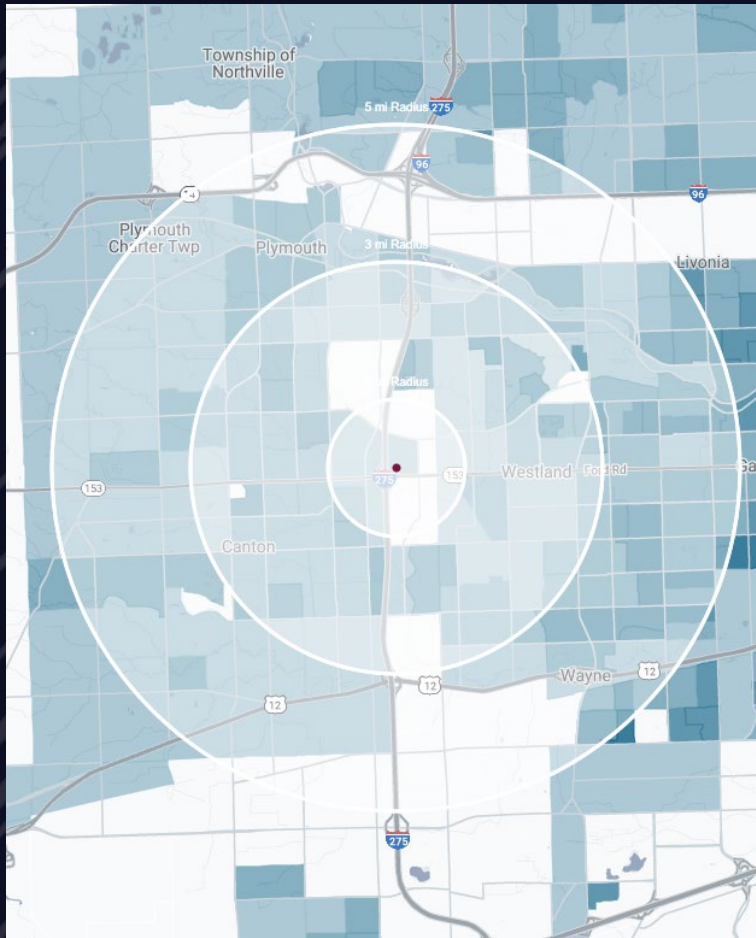 Township of
Northville
5 mi Radius
275
96
14
96
Plymouth
Charter Twp
Plymouth
3 mi Radius
Livonia
Radius
153
275
153
Westland
Ford Rd
Canton
Wayne
12
12
12
275